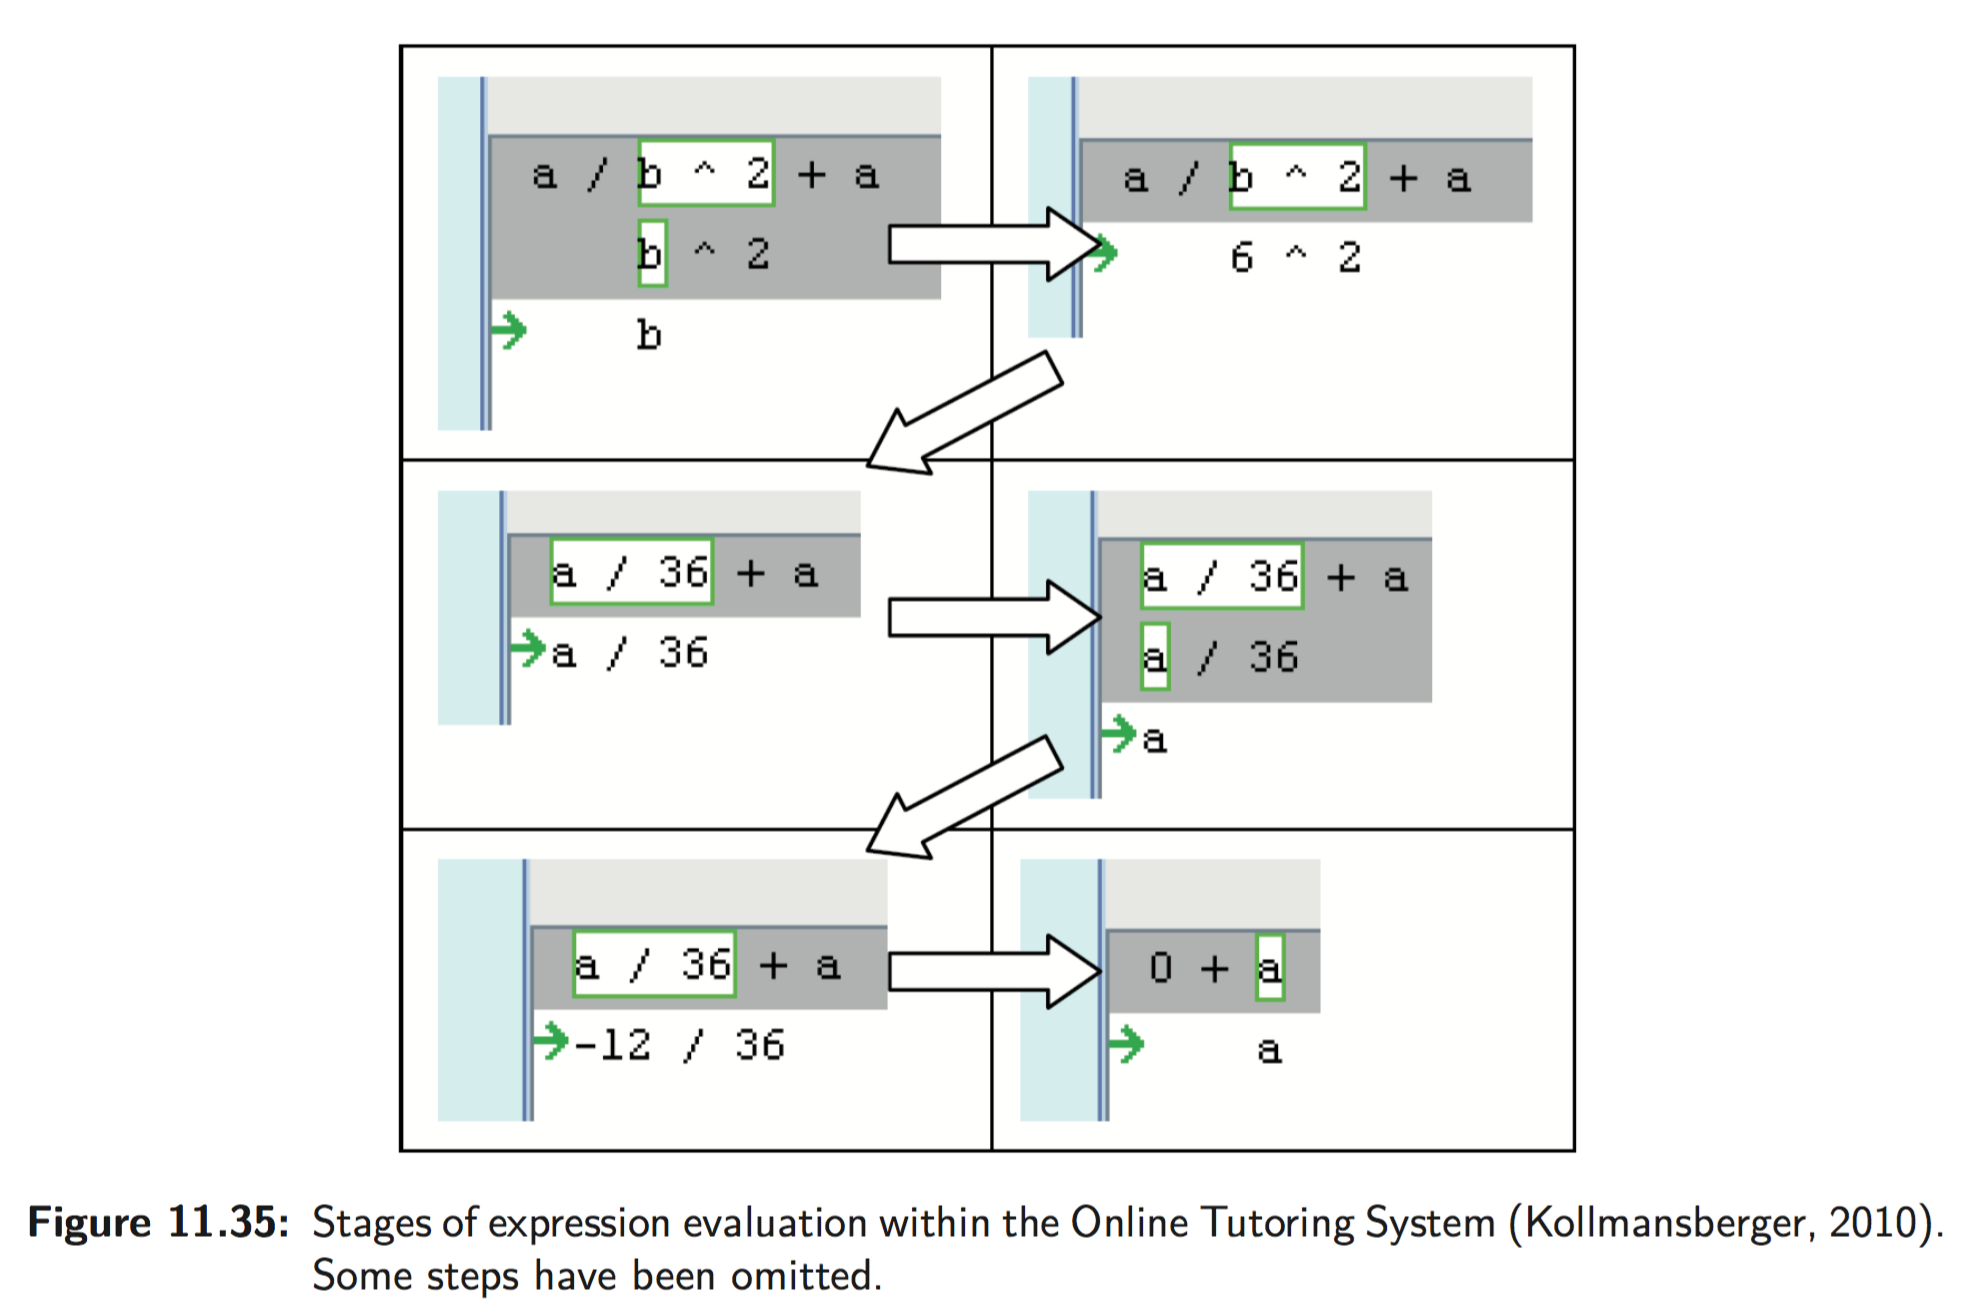 a / b ^ 2 + a
b ^ 2
b
a / b ^ 2 + a
6 ^ 2
a / 36 + a
a / 36
a / 36 + a
a / 36
a
a / 36 + a
-12 / 36
0 + a
a
Figure 11.35: Stages of expression evaluation within the Online Tutoring System (Kollmansberger, 2010).
Some steps have been omitted.